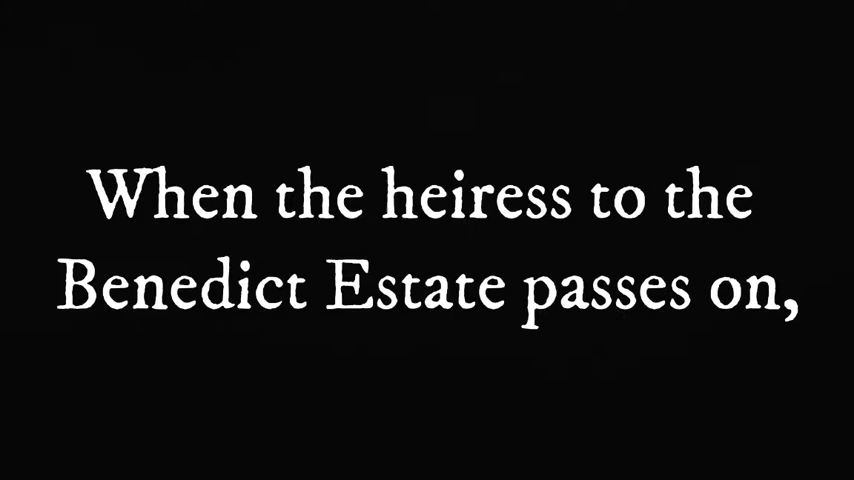 When the heiress to the
Benedict Estate passes on,